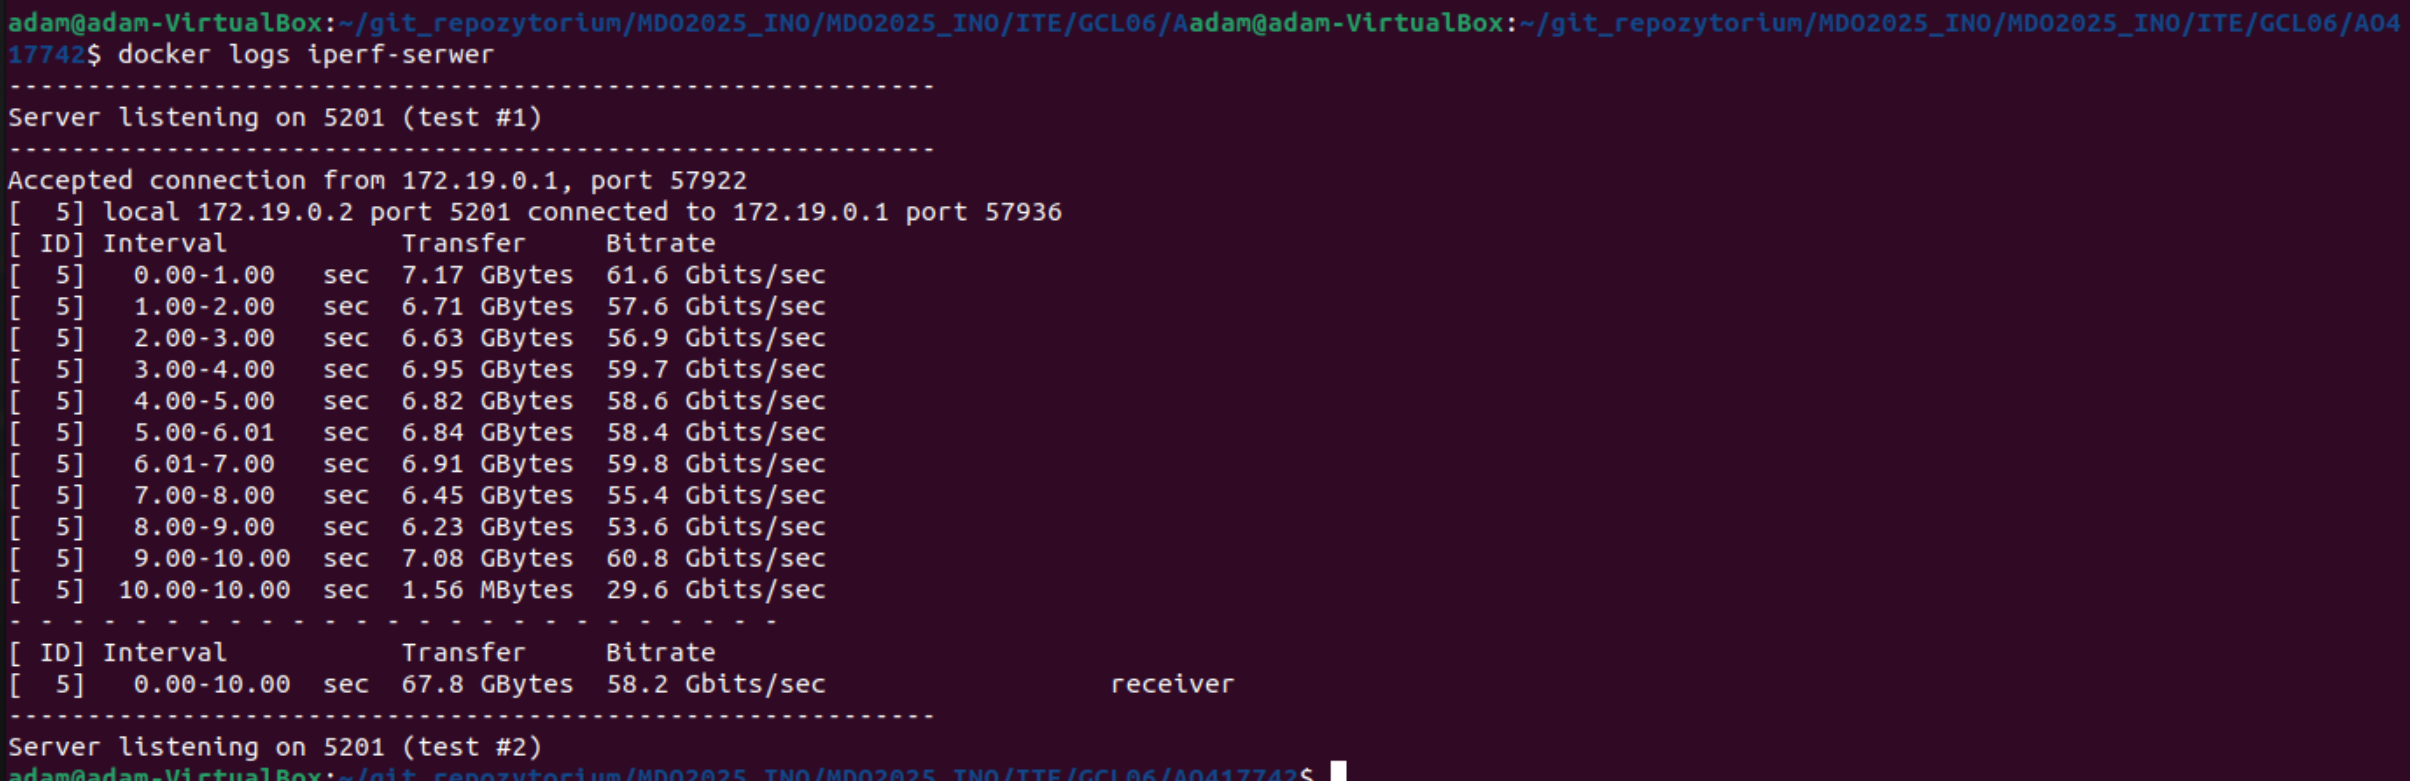 adam@adam-VirtualBox:~/git_repozytorium/MDO2025_INO/MDO2025_INO/ITE/GCL06/Aadam@adam-VirtualBox:~/git_repozytorium/MDO2025_INO/MDO2025_INO/ITE/GCL06/AO4
17742$ docker logs iperf-serwer
-----------------------------------------------------------
Server listening on 5201 (test #1)
-----------------------------------------------------------
Accepted connection from 172.19.0.1, port 57922
[  5] local 172.19.0.2 port 5201 connected to 172.19.0.1 port 57936
[ ID] Interval           Transfer     Bitrate
[  5]   0.00-1.00   sec  7.17 GBytes  61.6 Gbits/sec
[  5]   1.00-2.00   sec  6.71 GBytes  57.6 Gbits/sec
[  5]   2.00-3.00   sec  6.63 GBytes  56.9 Gbits/sec
[  5]   3.00-4.00   sec  6.95 GBytes  59.7 Gbits/sec
[  5]   4.00-5.00   sec  6.82 GBytes  58.6 Gbits/sec
[  5]   5.00-6.01   sec  6.84 GBytes  58.4 Gbits/sec
[  5]   6.01-7.00   sec  6.91 GBytes  59.8 Gbits/sec
[  5]   7.00-8.00   sec  6.45 GBytes  55.4 Gbits/sec
[  5]   8.00-9.00   sec  6.23 GBytes  53.6 Gbits/sec
[  5]   9.00-10.00  sec  7.08 GBytes  60.8 Gbits/sec
[  5]  10.00-10.00  sec  1.56 MBytes  29.6 Gbits/sec
- - - - - - - - - - - - - - - - - - - - - - - - -
[ ID] Interval           Transfer     Bitrate
[  5]   0.00-10.00  sec  67.8 GBytes  58.2 Gbits/sec                  receiver
-----------------------------------------------------------
Server listening on 5201 (test #2)
adam@adam-VirtualBox:~/git_repozytorium/MDO2025_INO/MDO2025_INO/ITE/GCL06/AO417742$